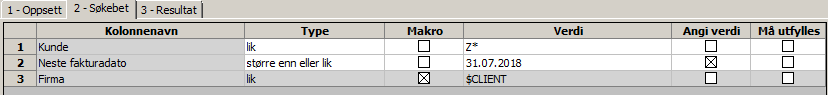 1 - Oppsett 2 - Søkebet 3 - Resultat
Kolonnenavn Type Makro Verdi Angi verdi Må utfylles
1 Kunde lik Z*
2 Neste fakturadato større enn eller lik 31.07.2018
3 Firma lik $CLIENT